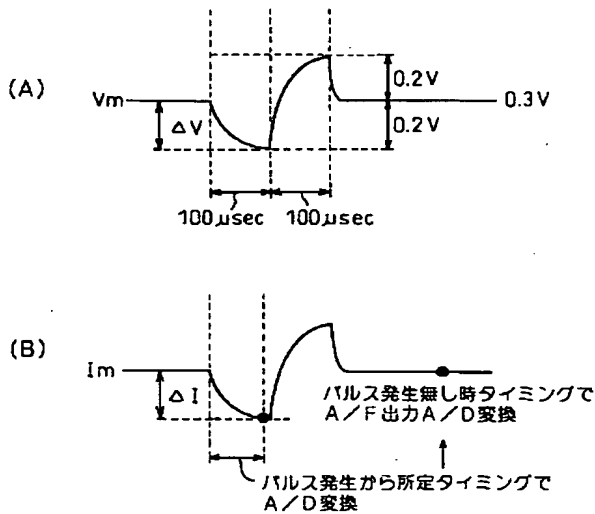 (A)
Vm
ΔV
0.2V
0.3V
0.2V
100μsec
100μsec
(B)
Im
ΔI
パルス発生無し時タイミングで
A/F出力A/D変換
パルス発生から所定タイミングで
A/D変換